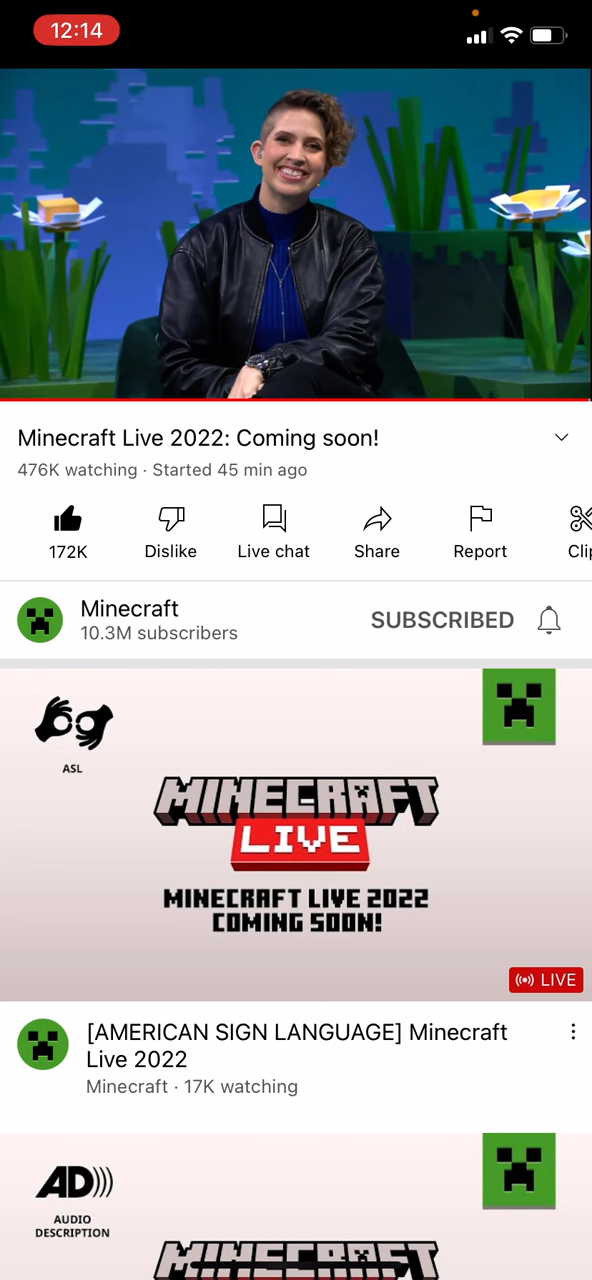 12:14
Minecraft Live 2022: Coming soon!
476K watching · Started 45 min ago
172K
Dislike
Live chat
Share
Report
Minecraft
10.3M subscribers
SUBSCRIBED
ASL
MINECRAFT
LIVE
MINECRAFT LIVE 2022
COMING SOON!
LIVE
[AMERICAN SIGN LANGUAGE] Minecraft
Live 2022
Minecraft · 17K watching
AD)))
AUDIO
DESCRIPTION
MINECRAFT